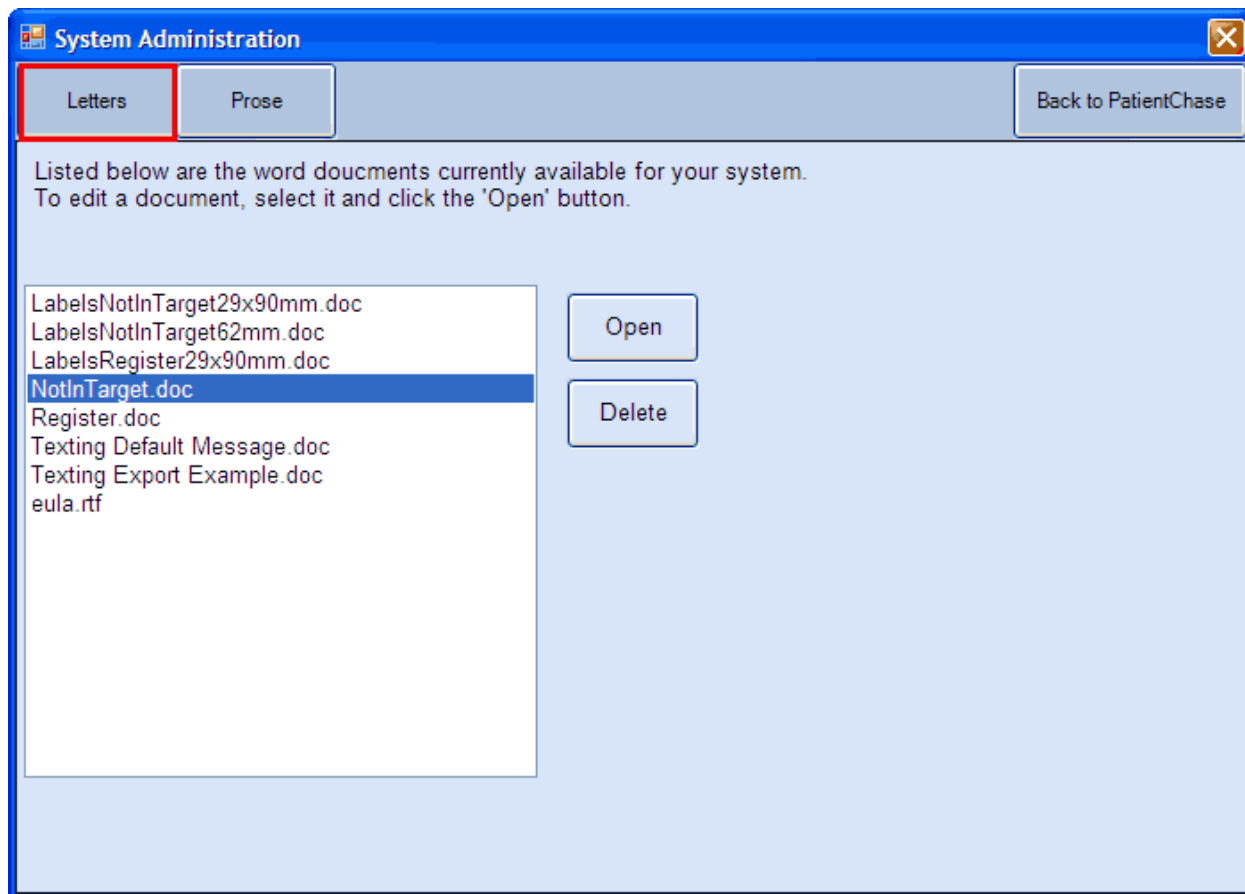 System Administration
Letters
Prose
Back to PatientChase
Listed below are the word doucments currently available for your system.
To edit a document, select it and click the 'Open' button.
LabelsNotInTarget29x90mm.doc
LabelsNotInTarget62mm.doc
LabelsRegister29x90mm.doc
NotInTarget.doc
Register.doc
Texting Default Message.doc
Texting Export Example.doc
eula.rtf
Open
Delete